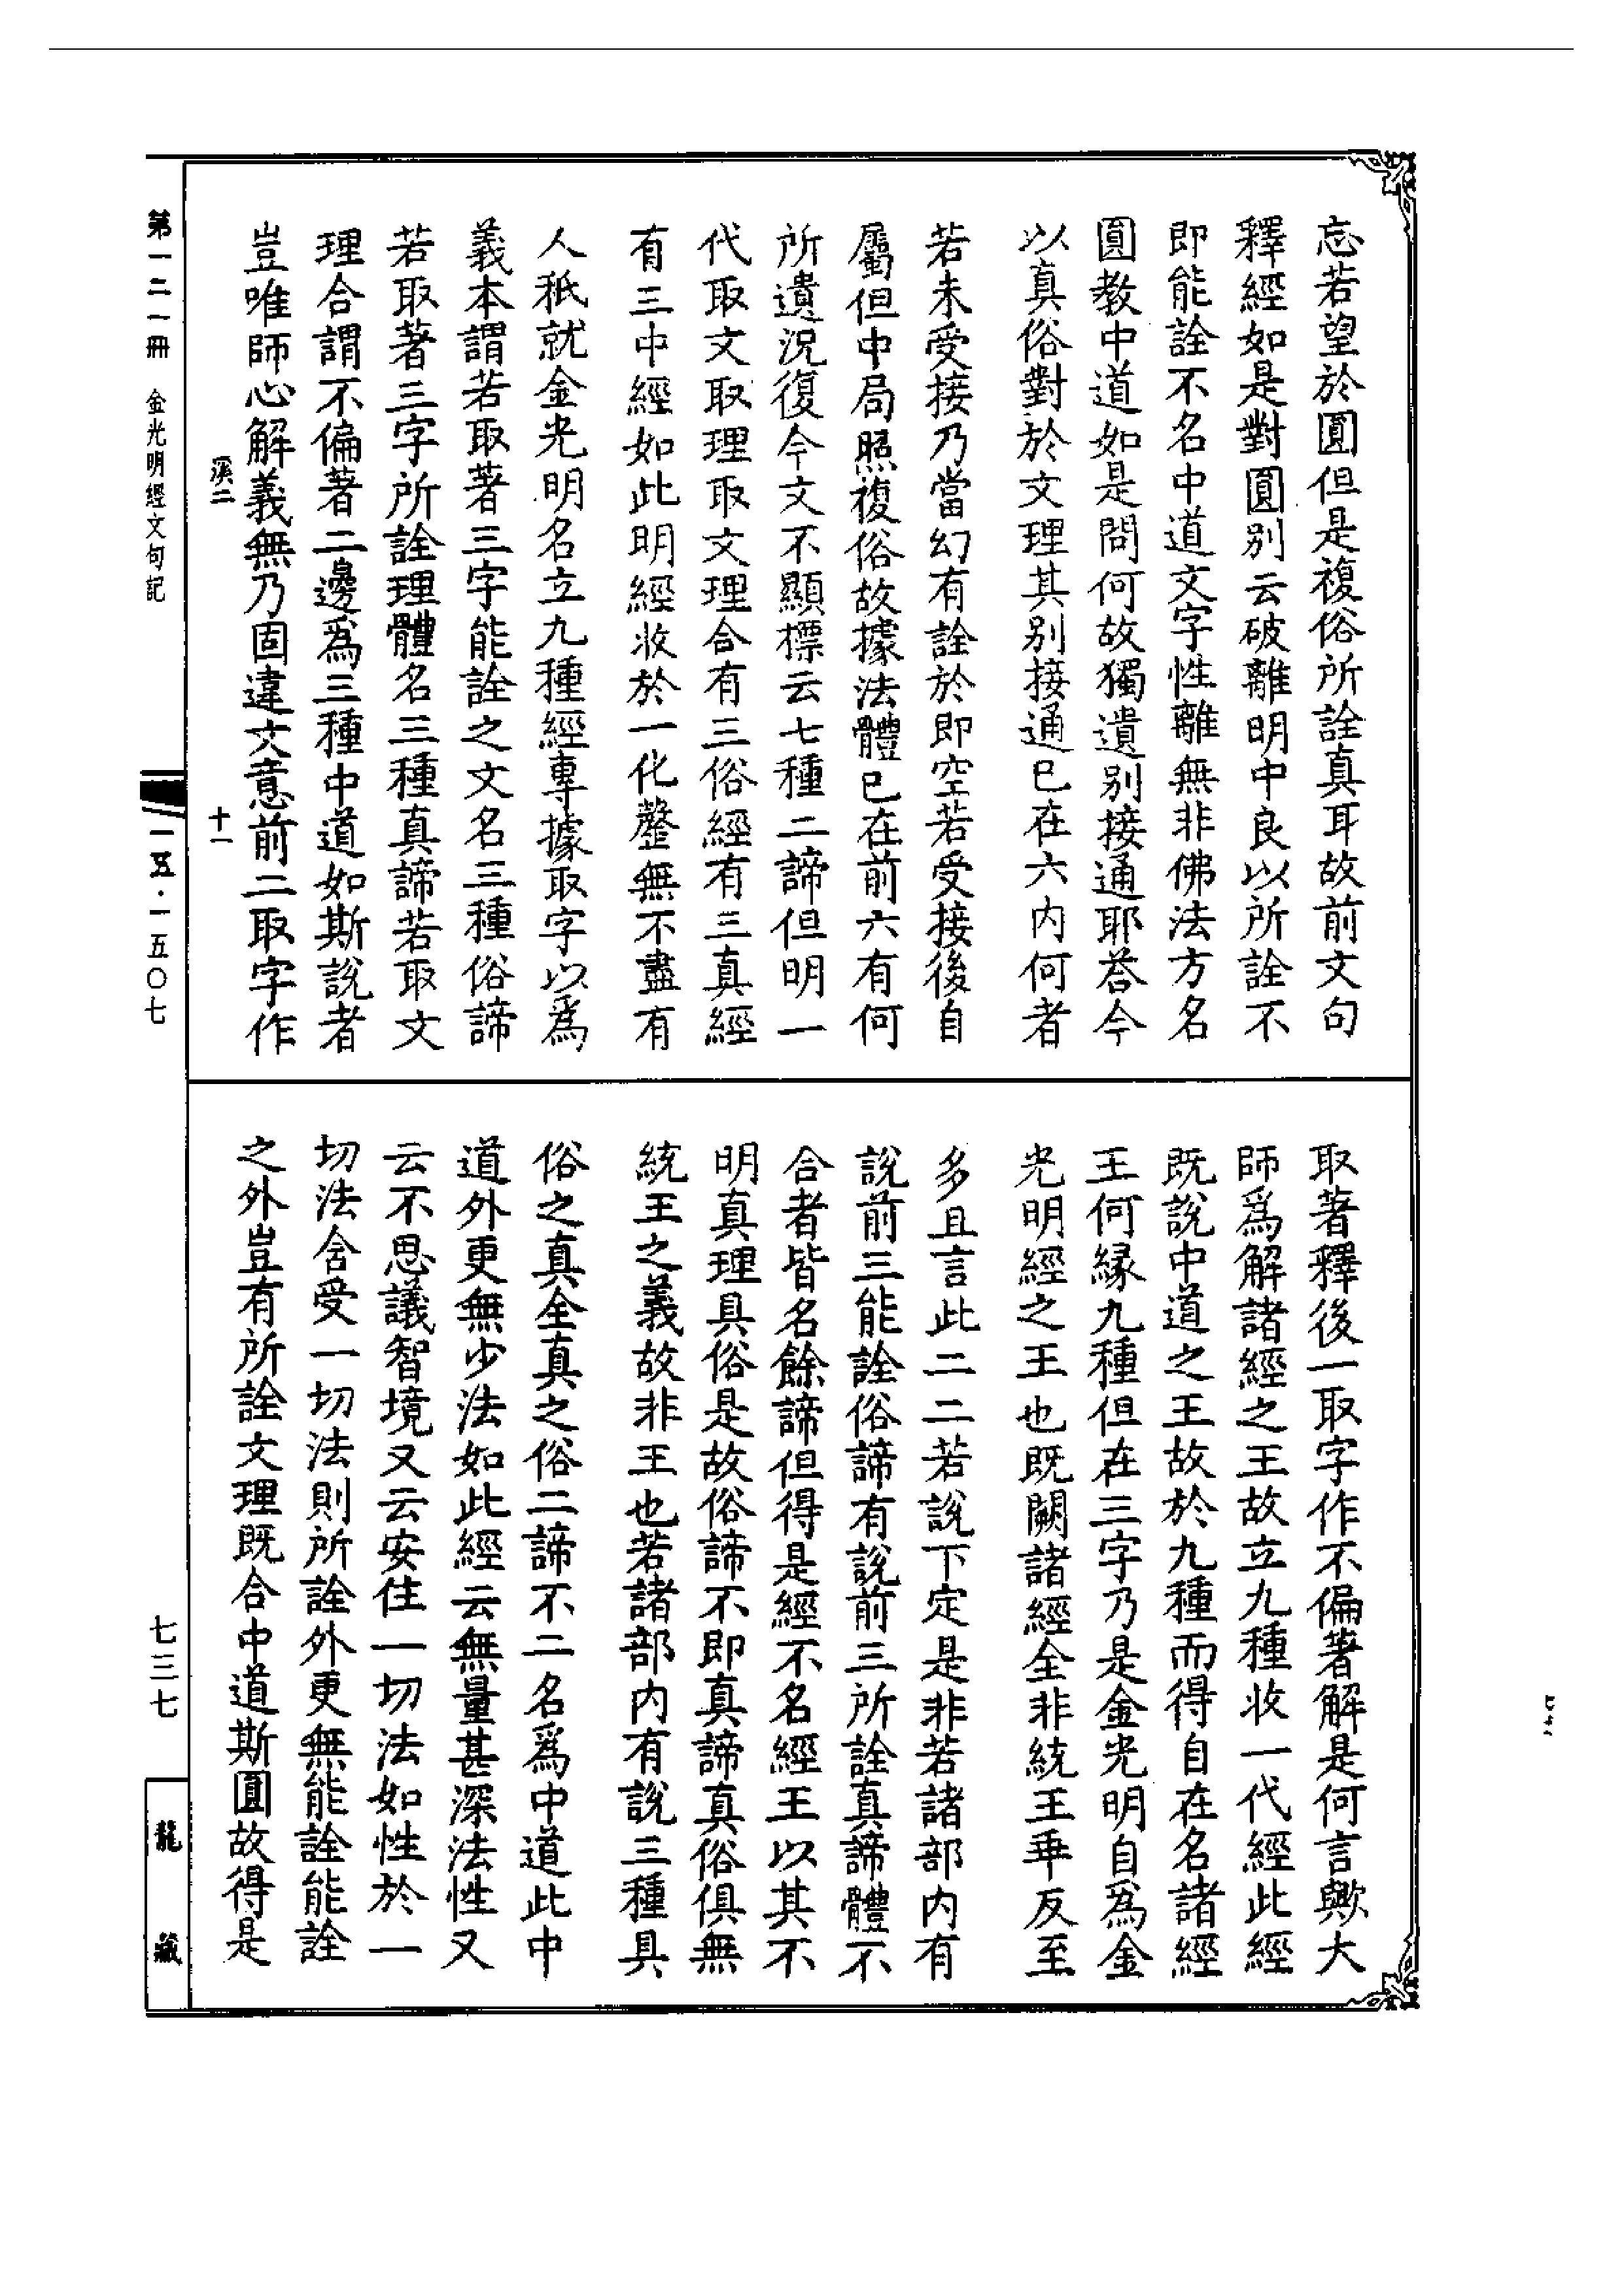 忘若望於圓但是複俗所詮真耳故前文句
釋經如是對圓别云破離明中良以所詮不
即能詮不名中道文字性離無非佛法方名
圓教中道如是問何故獨遺别接通耶荅今
以真俗對於文理其别接通已在六内何者
若未受接乃當幻有詮於即空若受接後自
屬但中局照複俗故據法體已在前六有何
所遺況復今文不顯標云七種二諦但明一
代取文取理取文理合有三俗經有三真經
有三中經如此明經收於一化罄無不盡有
人秖就金光明名立九種經專據取字以爲
義本謂若取著三字能詮之文名三種俗諦
若取著三字所詮理體名三種真諦若取文
理合謂不偏著二邊爲三種中道如斯說者
豈唯師心解義無乃固違文意前二取字作
取著釋後一取字作不偏著解是何言歟大
師爲解諸經之王故立九種收一代經此經
既說中道之王故於九種而得自在名諸經
王何縁九種但在三字乃是金光明自爲金
光明經之王也既闕諸經全非統王乖反至
多且言此二二若説下定是非若諸部内有
説前三能詮俗諦有說前三所詮真諦體不
合者皆名餘諦但得是經不名經王以其不
明真理具俗是故俗諦不即真諦真俗俱無
統王之義故非王也若諸部内有說三種具
俗之真全真之俗二諦不二名爲中道此中
道外更無少法如此經云無量甚深法性又
云不思議智境又云安住一切法如性於一
切法含受一切法則所詮外更無能詮能詮
之外豈有所詮文理既合中道斯圓故得是
溪二
十一
第一二一冊 金光明經文句記
一五·一五〇七
七三七
龍藏